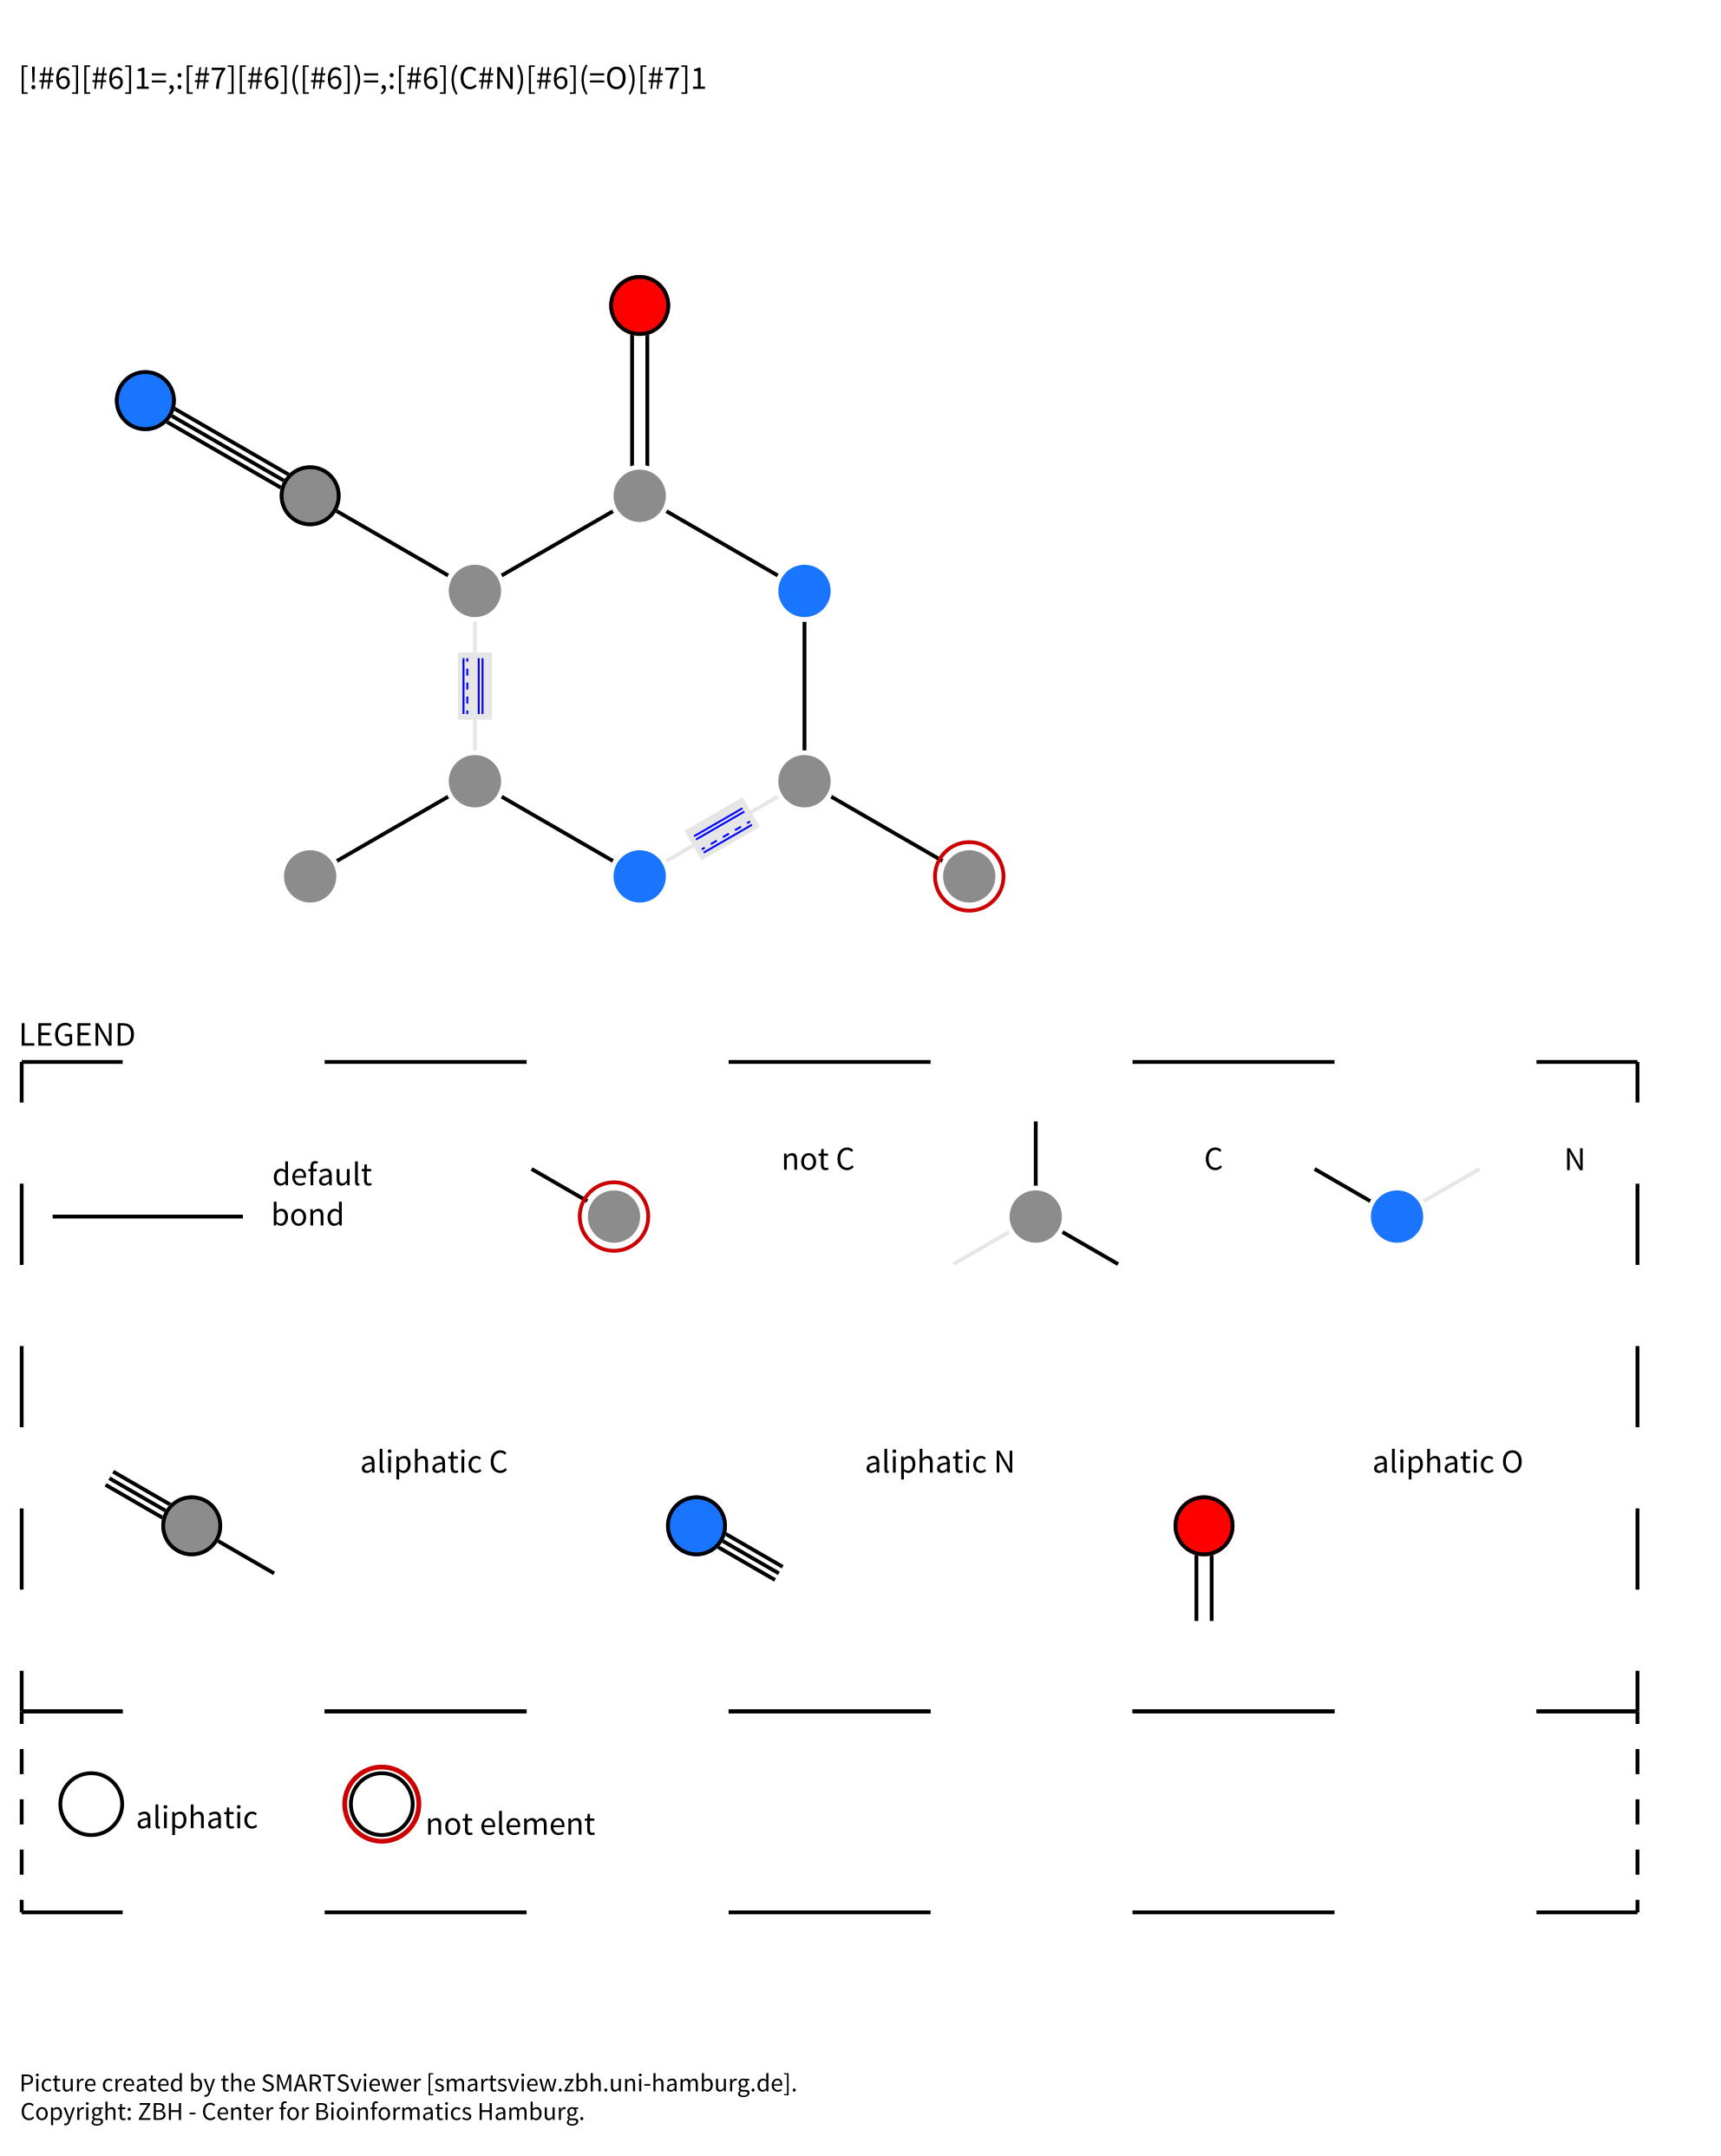 [!#6][#6]1=,:[#7][#6]([#6])=,:[#6](C#N)[#6](=O)[#7]1
LEGEND
default
bond
not C
C
N
aliphatic C
aliphatic N
aliphatic O
aliphatic
not element
Picture created by the SMARTSviewer [smartsview.zbh.uni-hamburg.de].
Copyright: ZBH - Center for Bioinformatics Hamburg.